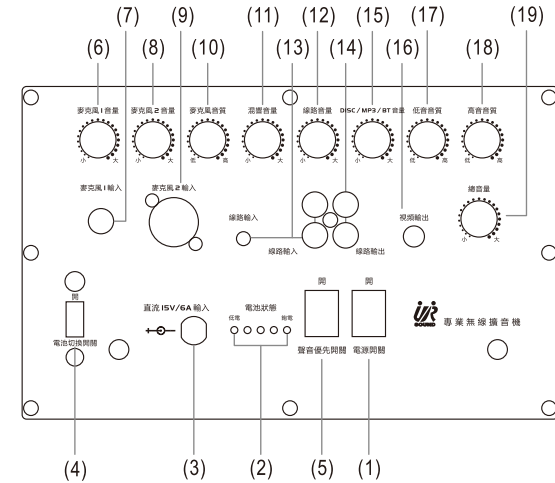 (7) (9) (11) (12) (15) (17) (19)
(6) (8) (10) (13) (14) (16) (18)
麥克風1音量 麥克風2音量 麥克風音質 混響音量 線路音量 DISC/MP3/BT音量 低音音質 高音音質
小 大 小 大 低 高 小 大 小 大 小 大 低 高 低 高
麥克風1輸入 麥克風2輸入 總音量
線路輸入 視頻輸出 小 大
線路輸入 線路輸出
開 直流15V/6A輸入 電池狀態 開 開
低電 飽電
UR SOUND 專業無線擴音機
電池切換開關 聲音優先開關 電源開關
(4) (3) (2) (5) (1)